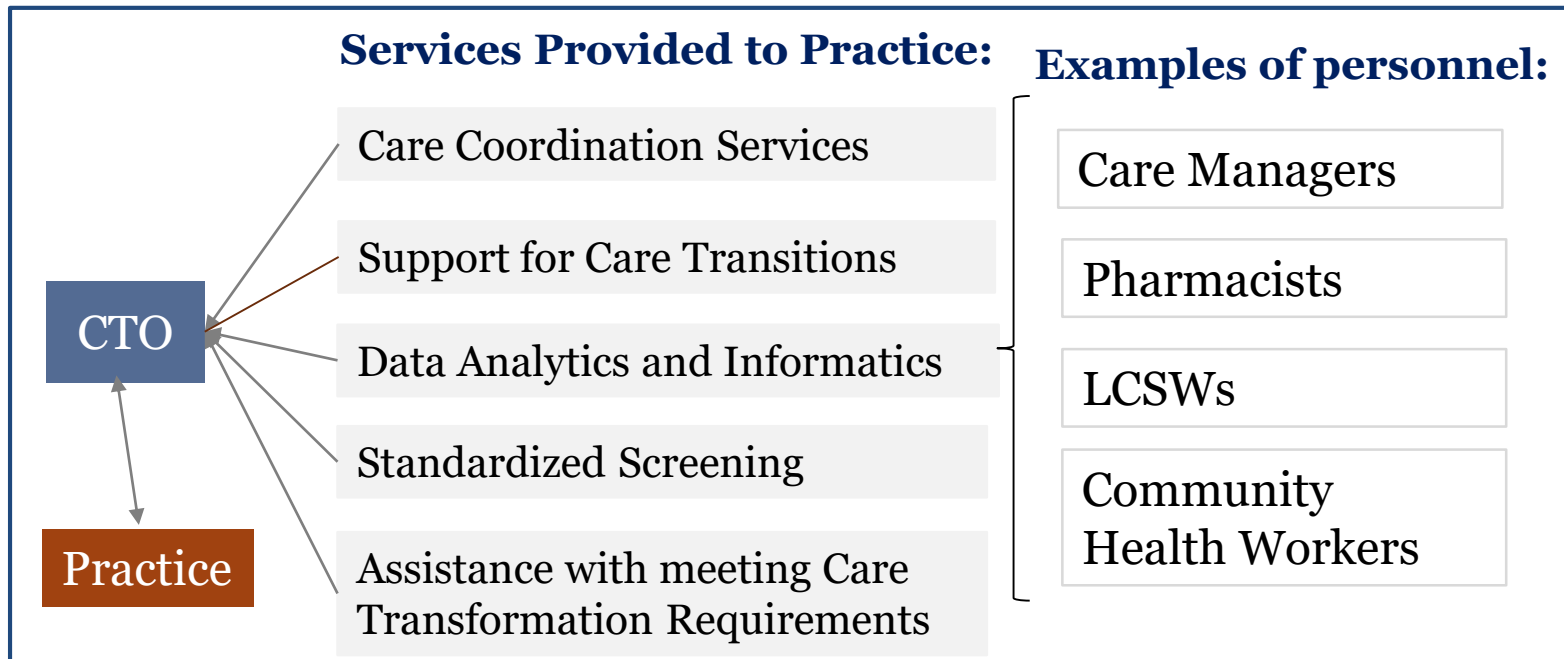 Services Provided to Practice:
Examples of personnel:
Care Coordination Services
Support for Care Transitions
Data Analytics and Informatics
Standardized Screening
Assistance with meeting Care
Transformation Requirements
CTO
Practice
Care Managers
Pharmacists
LCSWs
Community
Health Workers